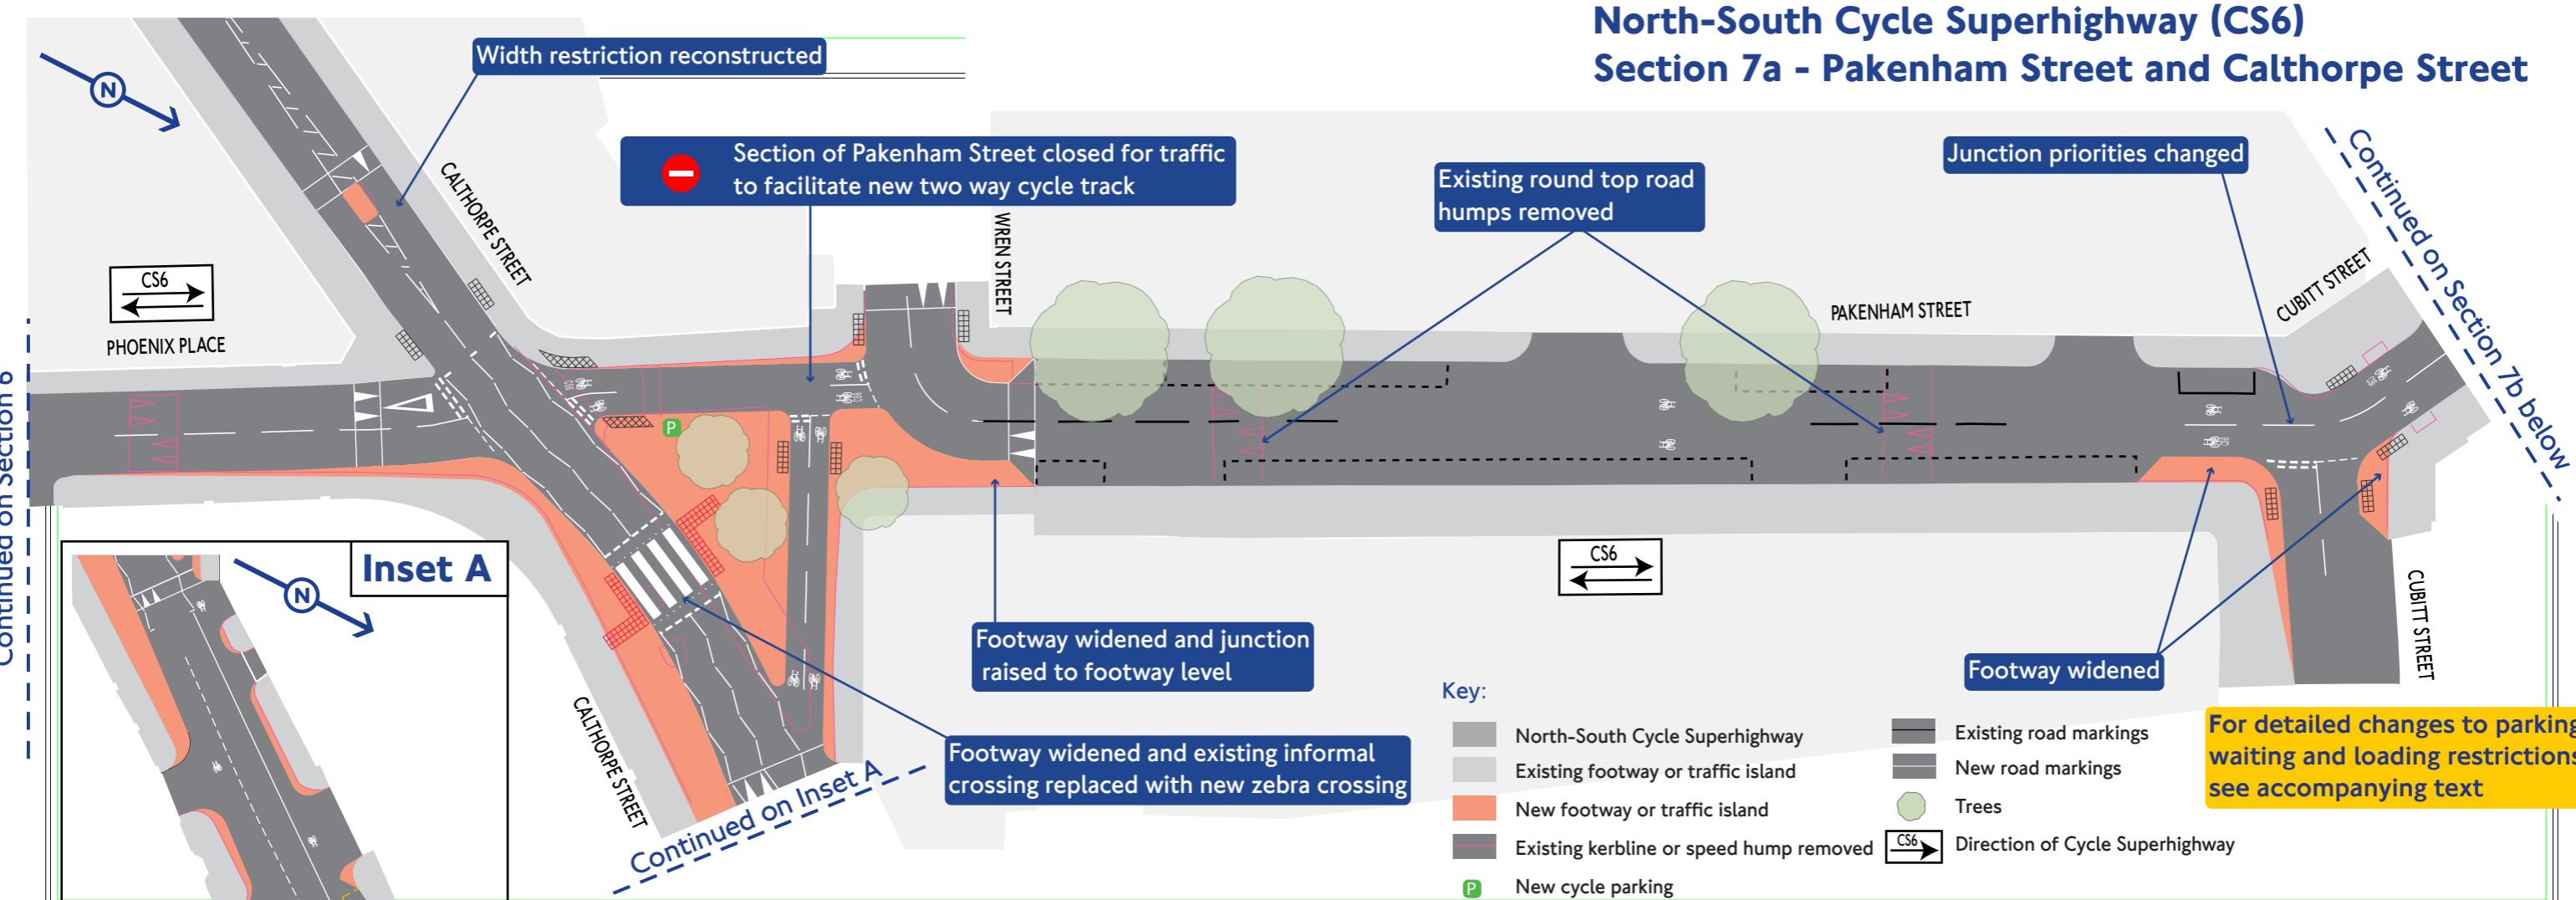 North-South Cycle Superhighway (CS6)
Section 7a - Pakenham Street and Calthorpe Street
Width restriction reconstructed
N
Section of Pakenham Street closed for traffic
to facilitate new two way cycle track
Existing round top road
humps removed
Junction priorities changed
Continued on Section 7b below
CALTHORPE STREET
WREN STREET
PAKENHAM STREET
CUBITT STREET
CS6
PHOENIX PLACE
Continued on Section 6
P
Inset A
N
CS6
CUBITT STREET
Footway widened and junction
raised to footway level
Footway widened
CALTHORPE STREET
Footway widened and existing informal
crossing replaced with new zebra crossing
Continued on Inset A
Key:
North-South Cycle Superhighway
Existing footway or traffic island
New footway or traffic island
Existing kerbline or speed hump removed
P New cycle parking
Existing road markings
New road markings
Trees
CS6 Direction of Cycle Superhighway
For detailed changes to parking
waiting and loading restrictions
see accompanying text